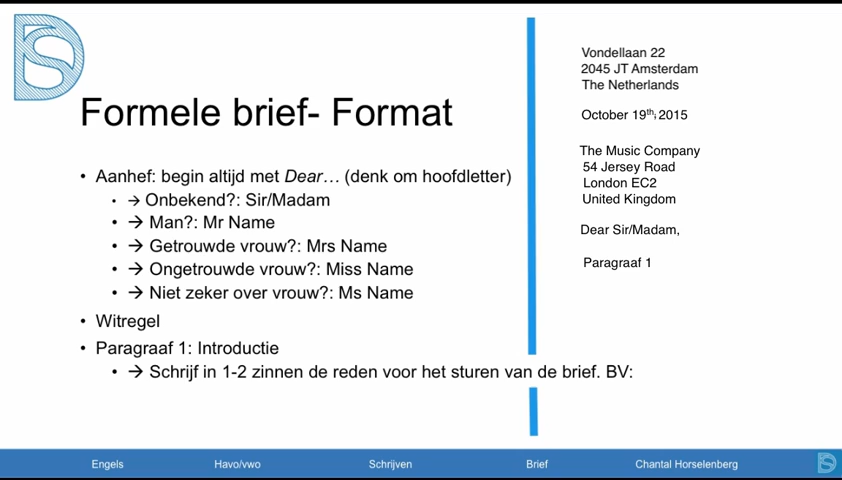 Formele brief- Format
• Aanhef: begin altijd met Dear… (denk om hoofdletter)
• → Onbekend?: Sir/Madam
• → Man?: Mr Name
• → Getrouwde vrouw?: Mrs Name
• → Ongetrouwde vrouw?: Miss Name
• → Niet zeker over vrouw?: Ms Name
• Witregel
• Paragraaf 1: Introductie
• → Schrijf in 1-2 zinnen de reden voor het sturen van de brief. BV:
Vondellaan 22
2045 JT Amsterdam
The Netherlands
October 19th, 2015
The Music Company
54 Jersey Road
London EC2
United Kingdom
Dear Sir/Madam,
Paragraaf 1
Engels Havo/vwo Schrijven Brief Chantal Horselenberg